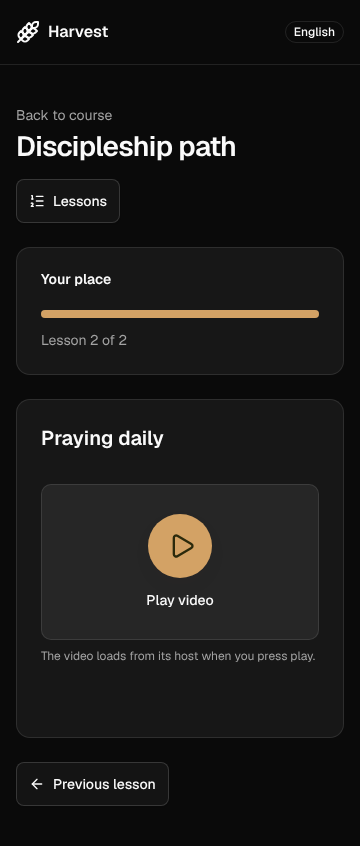 Harvest
English
Back to course
Discipleship path
Lessons
Your place
Lesson 2 of 2
Praying daily
Play video
The video loads from its host when you press play.
Previous lesson